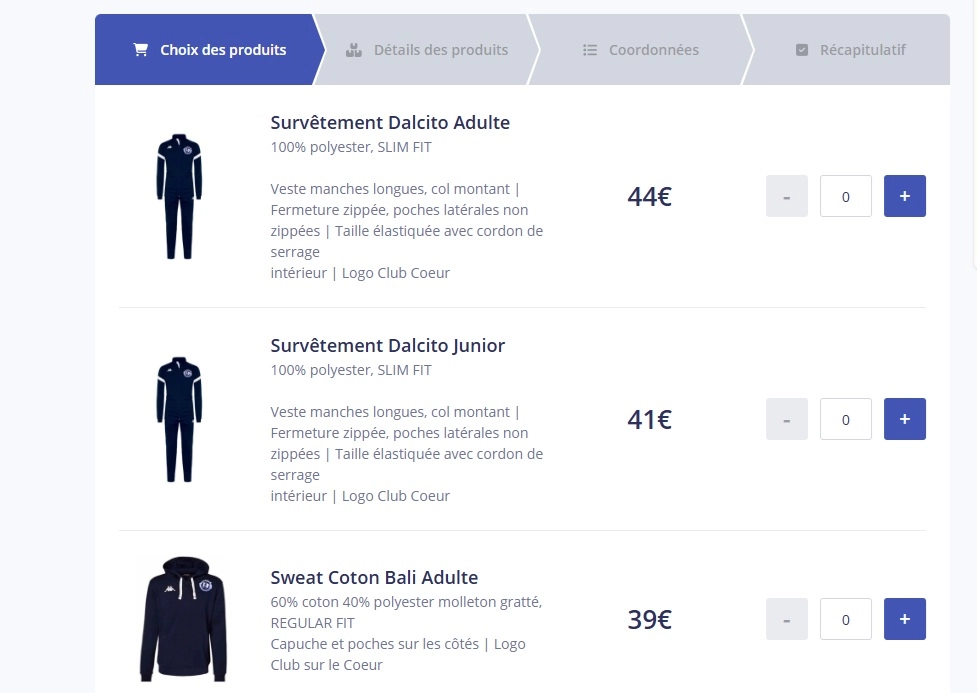 Choix des produits
Détails des produits
Coordonnées
Récapitulatif
Survêtement Dalcito Adulte
100% polyester, SLIM FIT
Veste manches longues, col montant |
Fermeture zippée, poches latérales non
zippées | Taille élastiquée avec cordon de
serrage
intérieur | Logo Club Coeur
44€
-
0
+
Survêtement Dalcito Junior
100% polyester, SLIM FIT
Veste manches longues, col montant |
Fermeture zippée, poches latérales non
zippées | Taille élastiquée avec cordon de
serrage
intérieur | Logo Club Coeur
41€
-
0
+
Sweat Coton Bali Adulte
60% coton 40% polyester molleton gratté,
REGULAR FIT
Capuche et poches sur les côtés | Logo
Club sur le Coeur
39€
-
0
+